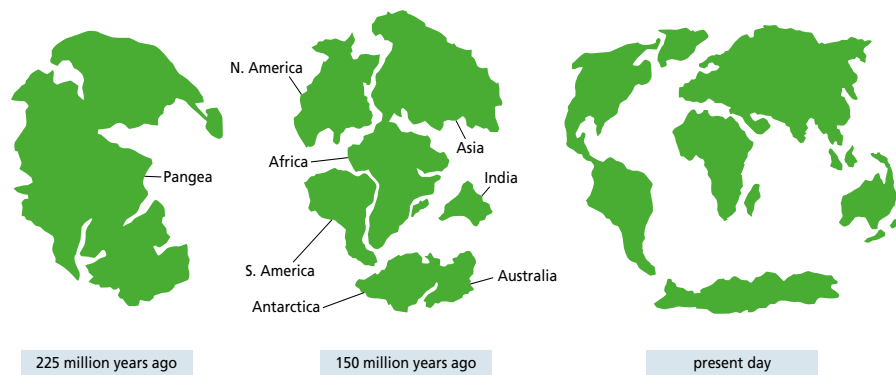 N. America
Asia
Africa
Pangea
India
S. America
Australia
Antarctica
225 million years ago
150 million years ago
present day